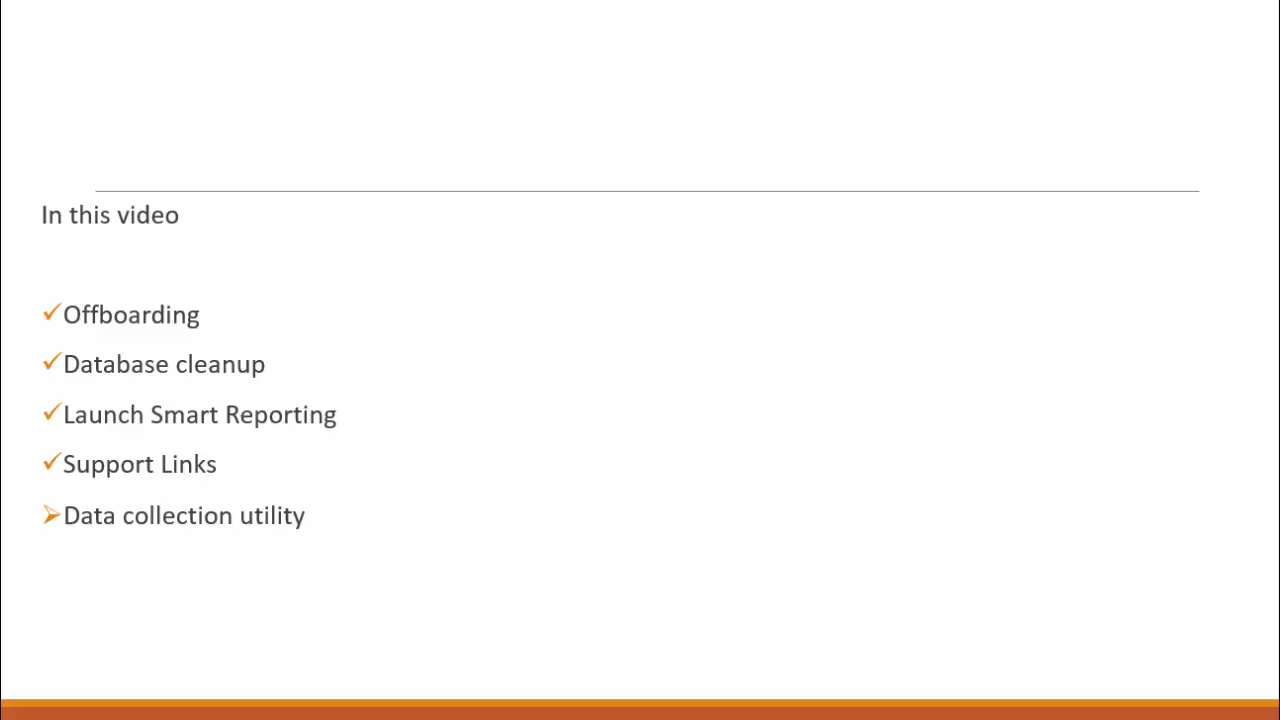 In this video
✓Offboarding
✓Database cleanup
✓Launch Smart Reporting
✓Support Links
➢Data collection utility